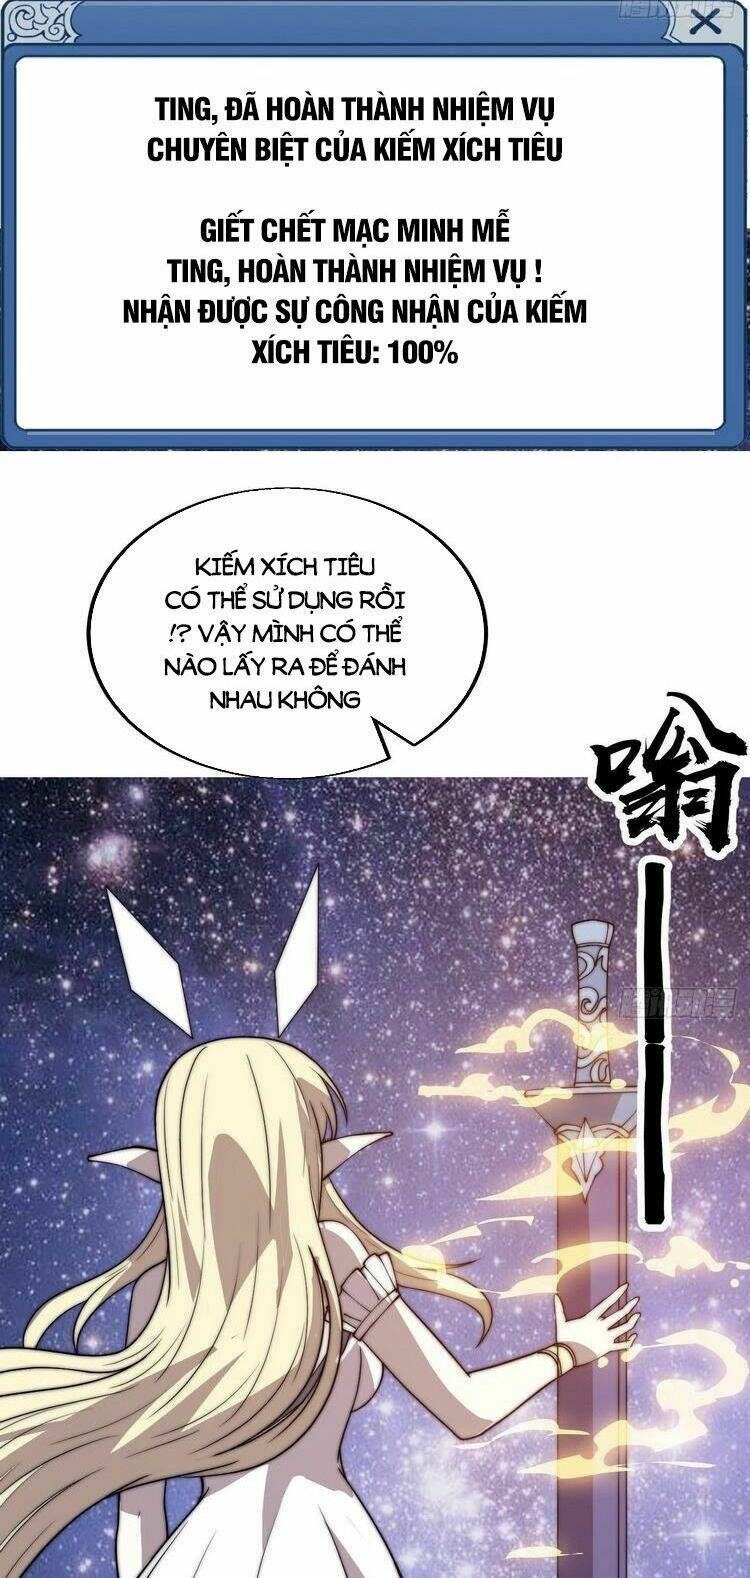 TING, ĐÃ HOÀN THÀNH NHIỆM VỤ
CHUYÊN BIỆT CỦA KIẾM XÍCH TIÊU
GIẾT CHẾT MẠC MINH MỄ
TING, HOÀN THÀNH NHIỆM VỤ !
NHẬN ĐƯỢC SỰ CÔNG NHẬN CỦA KIẾM
XÍCH TIÊU: 100%
KIẾM XÍCH TIÊU
CÓ THỂ SỬ DỤNG RỒI
!? VẬY MÌNH CÓ THỂ
NÀO LẤY RA ĐỂ ĐÁNH
NHAU KHÔNG
嗡——